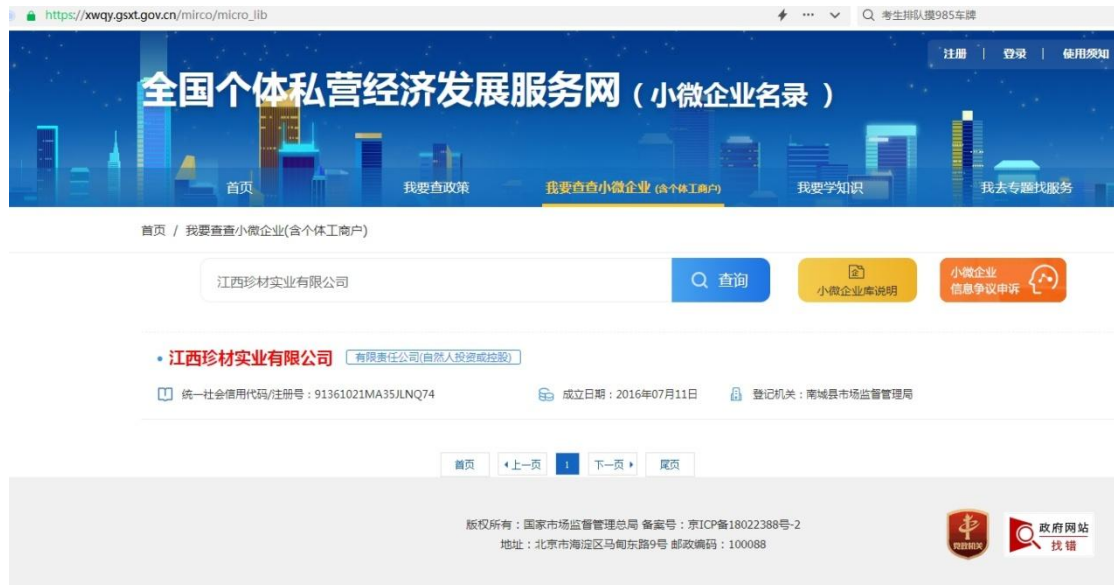 https://xwqy.gsxt.gov.cn/mirco/micro_lib
考生排队摸985车牌
注册 | 登录 | 使用须知
全国个体私营经济发展服务网（小微企业名录 ）
首页 我要查政策 我要查查小微企业 (含个体工商户) 我要学知识 我去专题找服务
首页 / 我要查查小微企业(含个体工商户)
江西珍材实业有限公司
查询
企
小微企业库说明
小微企业
信息争议申诉
江西珍材实业有限公司 有限责任公司(自然人投资或控股)
统一社会信用代码/注册号：91361021MA35JLNQ74 成立日期：2016年07月11日 登记机关：南城县市场监督管理局
首页 上一页 1 下一页 尾页
版权所有：国家市场监督管理总局 备案号：京ICP备18022388号-2
地址：北京市海淀区马甸东路9号 邮政编码：100088
党政机关
政府网站
找错